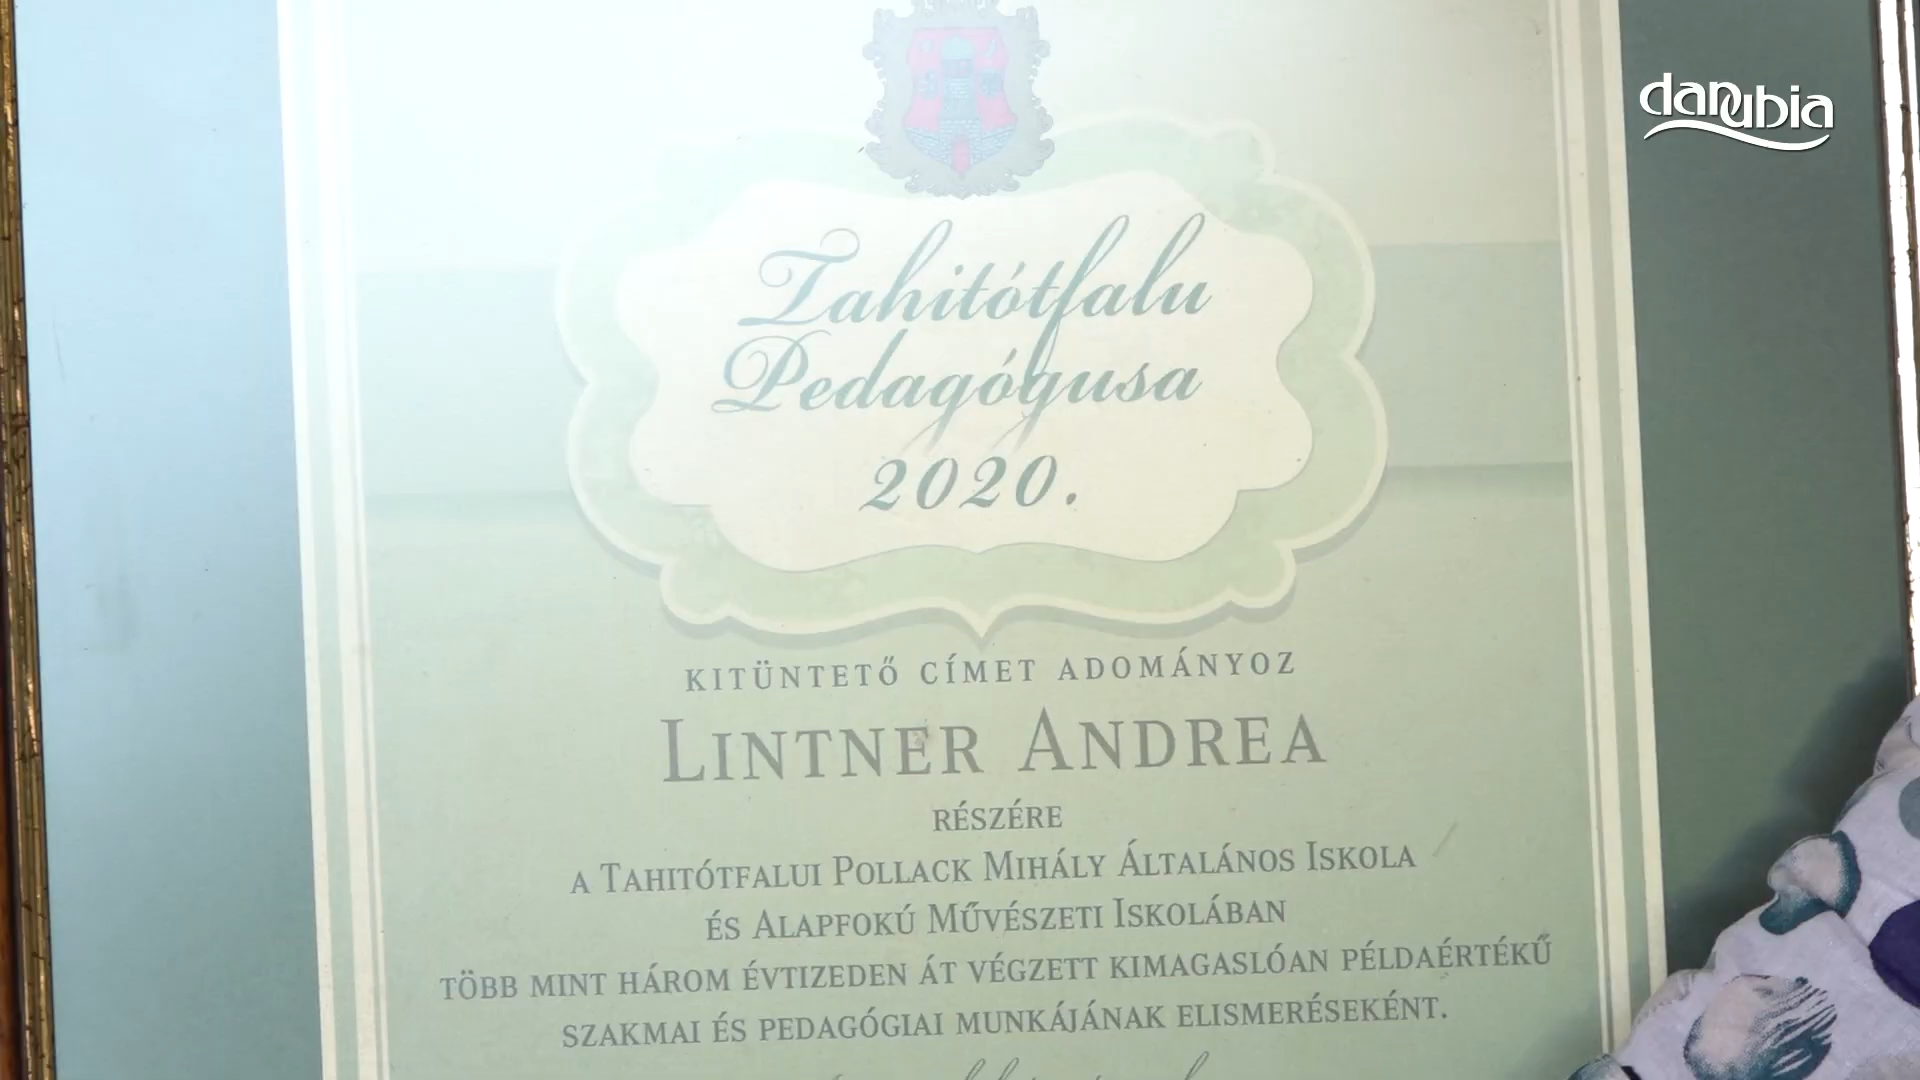 danubia
Tahitótfalu
Pedagógusa
2020.
KITÜNTETŐ CÍMET ADOMÁNYOZ
LINTNER ANDREA
RÉSZÉRE
A TAHITÓTFALUI POLLACK MIHÁLY ÁLTALÁNOS ISKOLA
ÉS ALAPFOKÚ MŰVÉSZETI ISKOLÁBAN
TÖBB MINT HÁROM ÉVTIZEDEN ÁT VÉGZETT KIMAGASLÓAN PÉLDAÉRTÉKŰ
SZAKMAI ÉS PEDAGÓGIAI MUNKÁJÁNAK ELISMERÉSEKÉNT.